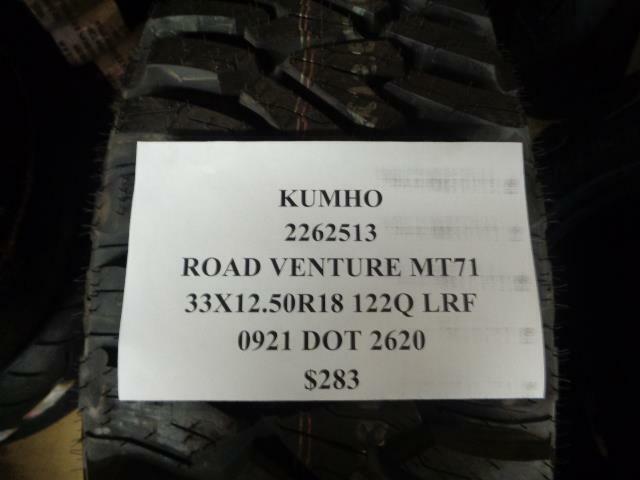 KUMHO
2262513
ROAD VENTURE MT71
33X12.50R18 122Q LRF
0921 DOT 2620
$283